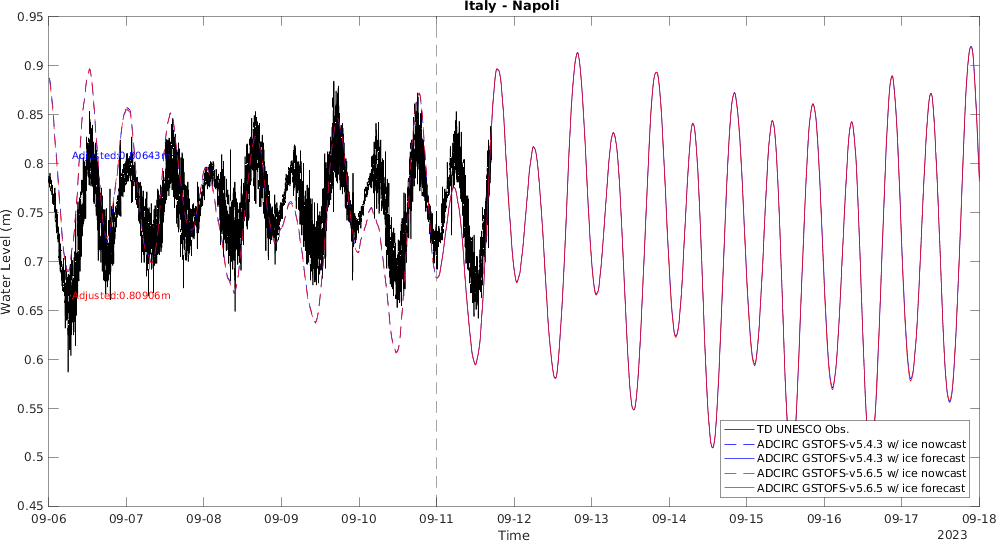 Italy - Napoli
0.95
0.9
0.85
0.8
0.75
0.7
0.65
0.6
0.55
0.5
0.45
Water Level (m)
Adjusted:0.80643m
Adjusted:0.80906m
TD UNESCO Obs.
ADCIRC GSTOFS-v5.4.3 w/ ice nowcast
ADCIRC GSTOFS-v5.4.3 w/ ice forecast
ADCIRC GSTOFS-v5.6.5 w/ ice nowcast
ADCIRC GSTOFS-v5.6.5 w/ ice forecast
09-06 09-07 09-08 09-09 09-10 09-11 09-12 09-13 09-14 09-15 09-16 09-17 09-18
Time
2023